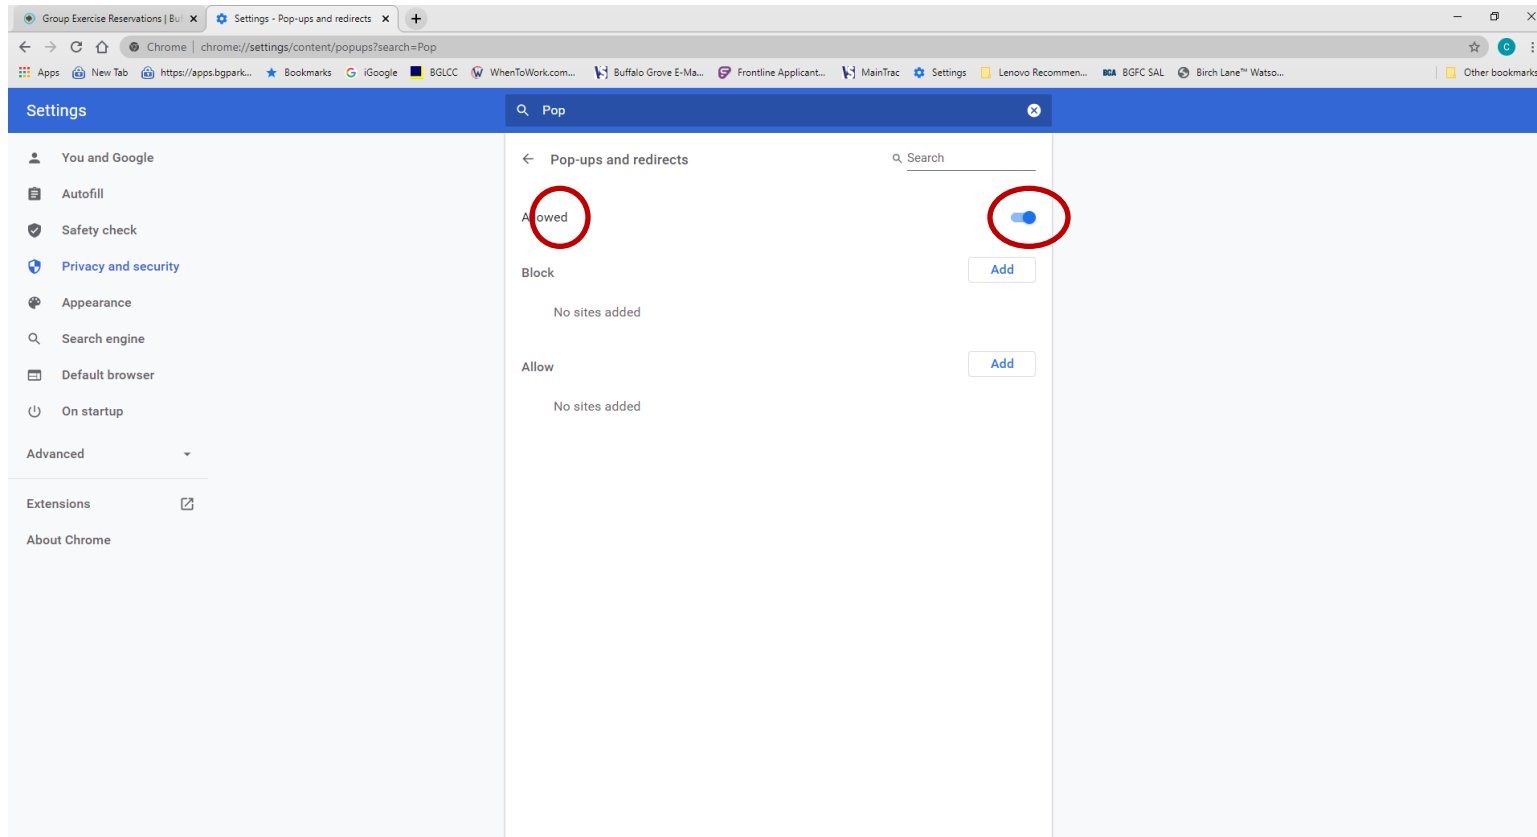 Group Exercise Reservations | Buf
Settings - Pop-ups and redirects
Chrome | chrome://settings/content/popups?search=Pop
C
Apps New Tab https://apps.bgpark... Bookmarks G iGoogle BGLCC WhenToWork.com... Buffalo Grove E-Ma... Frontline Applicant... MainTrac Settings Lenovo Recommen... BGA BGFC SAL Birch Lane™ Watso... Other bookmarks
Settings
Pop
You and Google
Autofill
Safety check
Privacy and security
Appearance
Search engine
Default browser
On startup
Advanced
Extensions
About Chrome
Pop-ups and redirects
Search
Allowed
Block
Add
No sites added
Allow
Add
No sites added